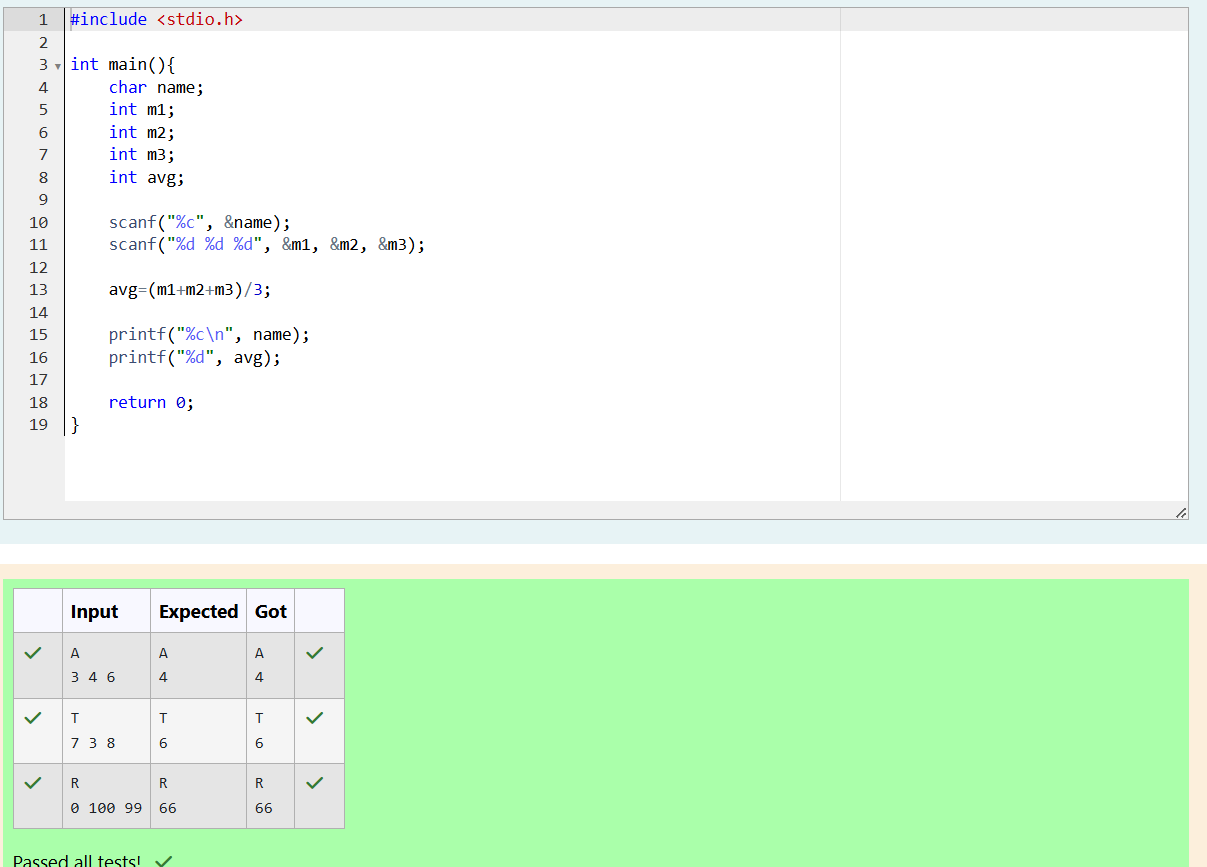 1 #include <stdio.h>
2
3 int main(){
4     char name;
5     int m1;
6     int m2;
7     int m3;
8     int avg;
9
10     scanf("%c", &name);
11     scanf("%d %d %d", &m1, &m2, &m3);
12
13     avg=(m1+m2+m3)/3;
14
15     printf("%c\n", name);
16     printf("%d", avg);
17
18     return 0;
19 }
Input Expected Got
A A A
3 4 6 4 4
T T T
7 3 8 6 6
R R R
0 100 99 66 66
Passed all tests!